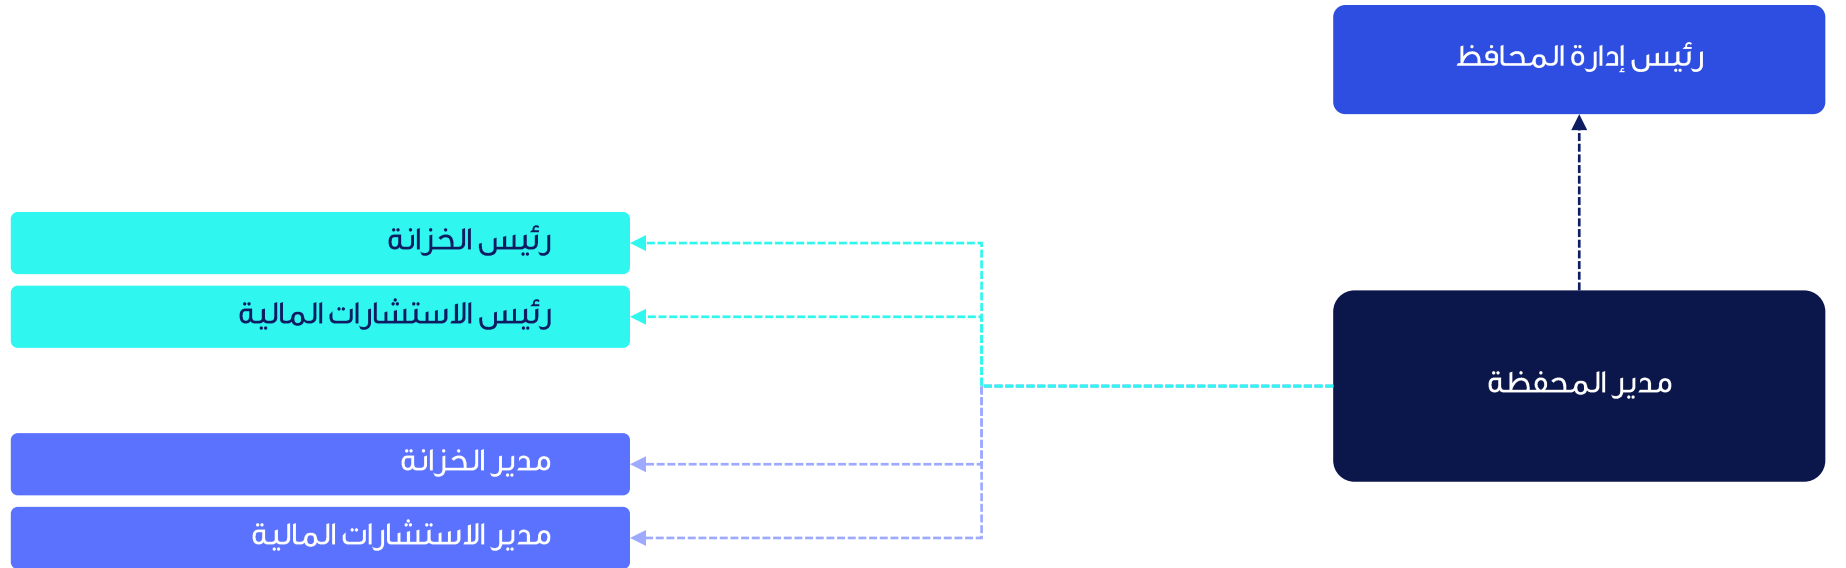 رئيس إدارة المحافظ
مدير المحفظة
رئيس الخزانة
رئيس الاستشارات المالية
مدير الخزانة
مدير الاستشارات المالية